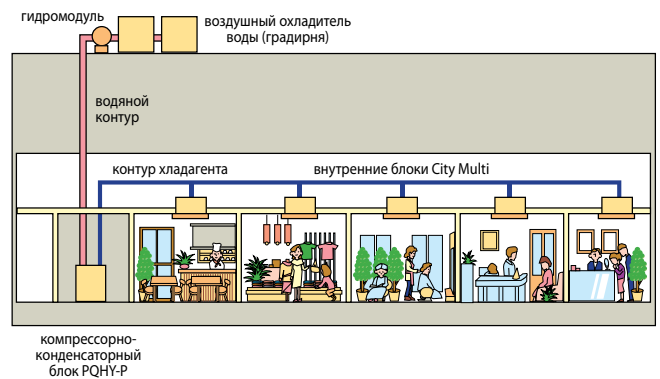 гидромодуль
воздушный охладитель
воды (градирня)
водяной
контур
контур хладагента
внутренние блоки City Multi
компрессорно-
конденсаторный
блок PQHY-P